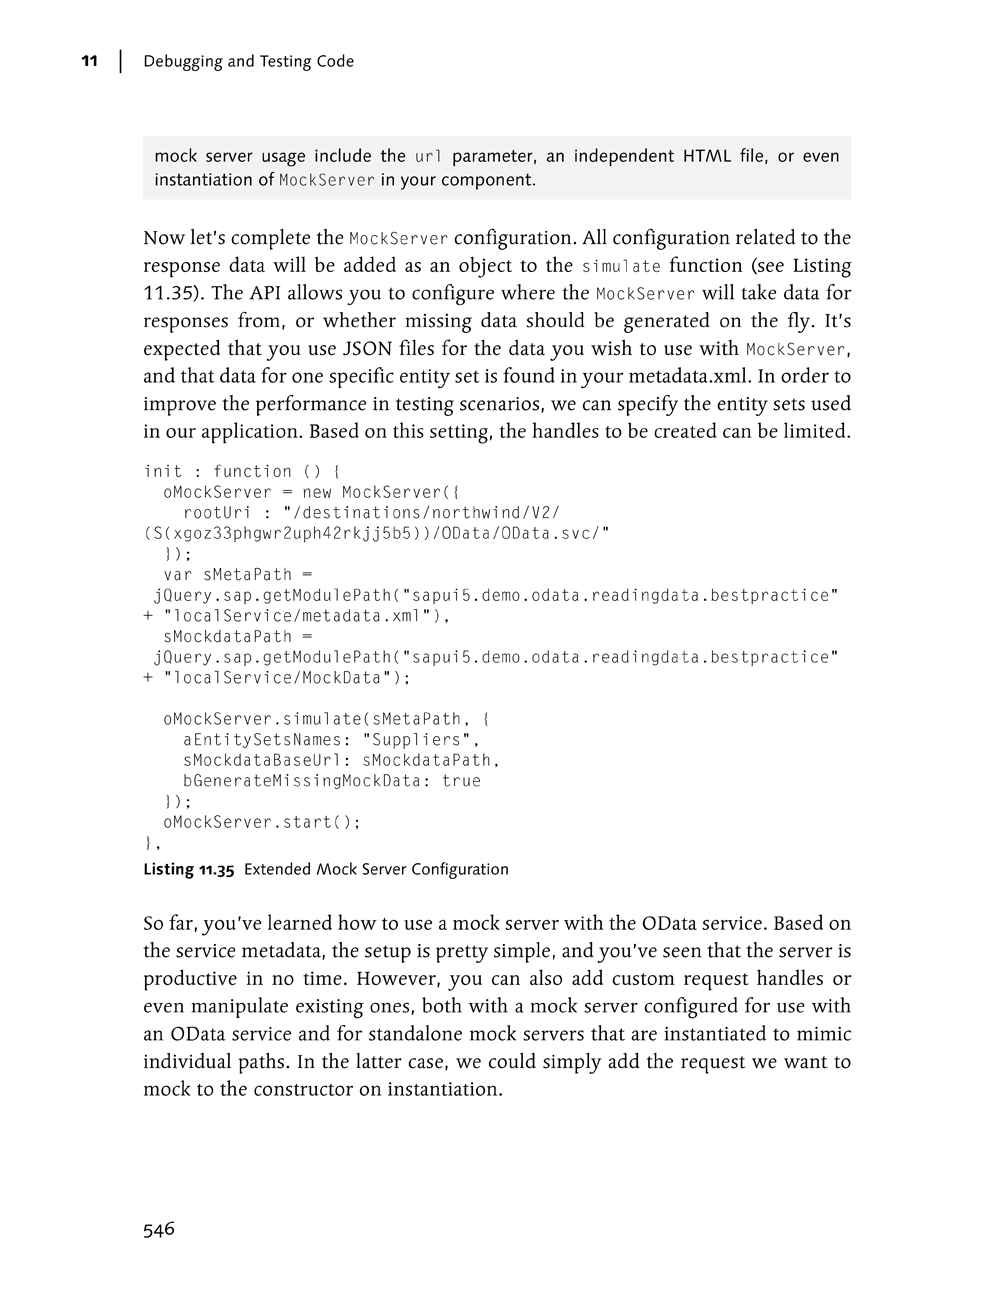 11 | Debugging and Testing Code
mock server usage include the url parameter, an independent HTML file, or even
instantiation of MockServer in your component.
Now let's complete the MockServer configuration. All configuration related to the
response data will be added as an object to the simulate function (see Listing
11.35). The API allows you to configure where the MockServer will take data for
responses from, or whether missing data should be generated on the fly. It's
expected that you use JSON files for the data you wish to use with MockServer,
and that data for one specific entity set is found in your metadata.xml. In order to
improve the performance in testing scenarios, we can specify the entity sets used
in our application. Based on this setting, the handles to be created can be limited.
init : function () {
  oMockServer = new MockServer({
    rootUri : "/destinations/northwind/V2/
(S(xgoz33phgwr2uph42rkjj5b5))/OData/OData.svc/"
  });
  var sMetaPath =
 jQuery.sap.getModulePath("sapui5.demo.odata.readingdata.bestpractice"
+ "localService/metadata.xml"),
  sMockdataPath =
 jQuery.sap.getModulePath("sapui5.demo.odata.readingdata.bestpractice"
+ "localService/MockData");
  oMockServer.simulate(sMetaPath, {
    aEntitySetsNames: "Suppliers",
    sMockdataBaseUrl: sMockdataPath,
    bGenerateMissingMockData: true
  });
  oMockServer.start();
},
Listing 11.35 Extended Mock Server Configuration
So far, you've learned how to use a mock server with the OData service. Based on
the service metadata, the setup is pretty simple, and you've seen that the server is
productive in no time. However, you can also add custom request handles or
even manipulate existing ones, both with a mock server configured for use with
an OData service and for standalone mock servers that are instantiated to mimic
individual paths. In the latter case, we could simply add the request we want to
mock to the constructor on instantiation.
546